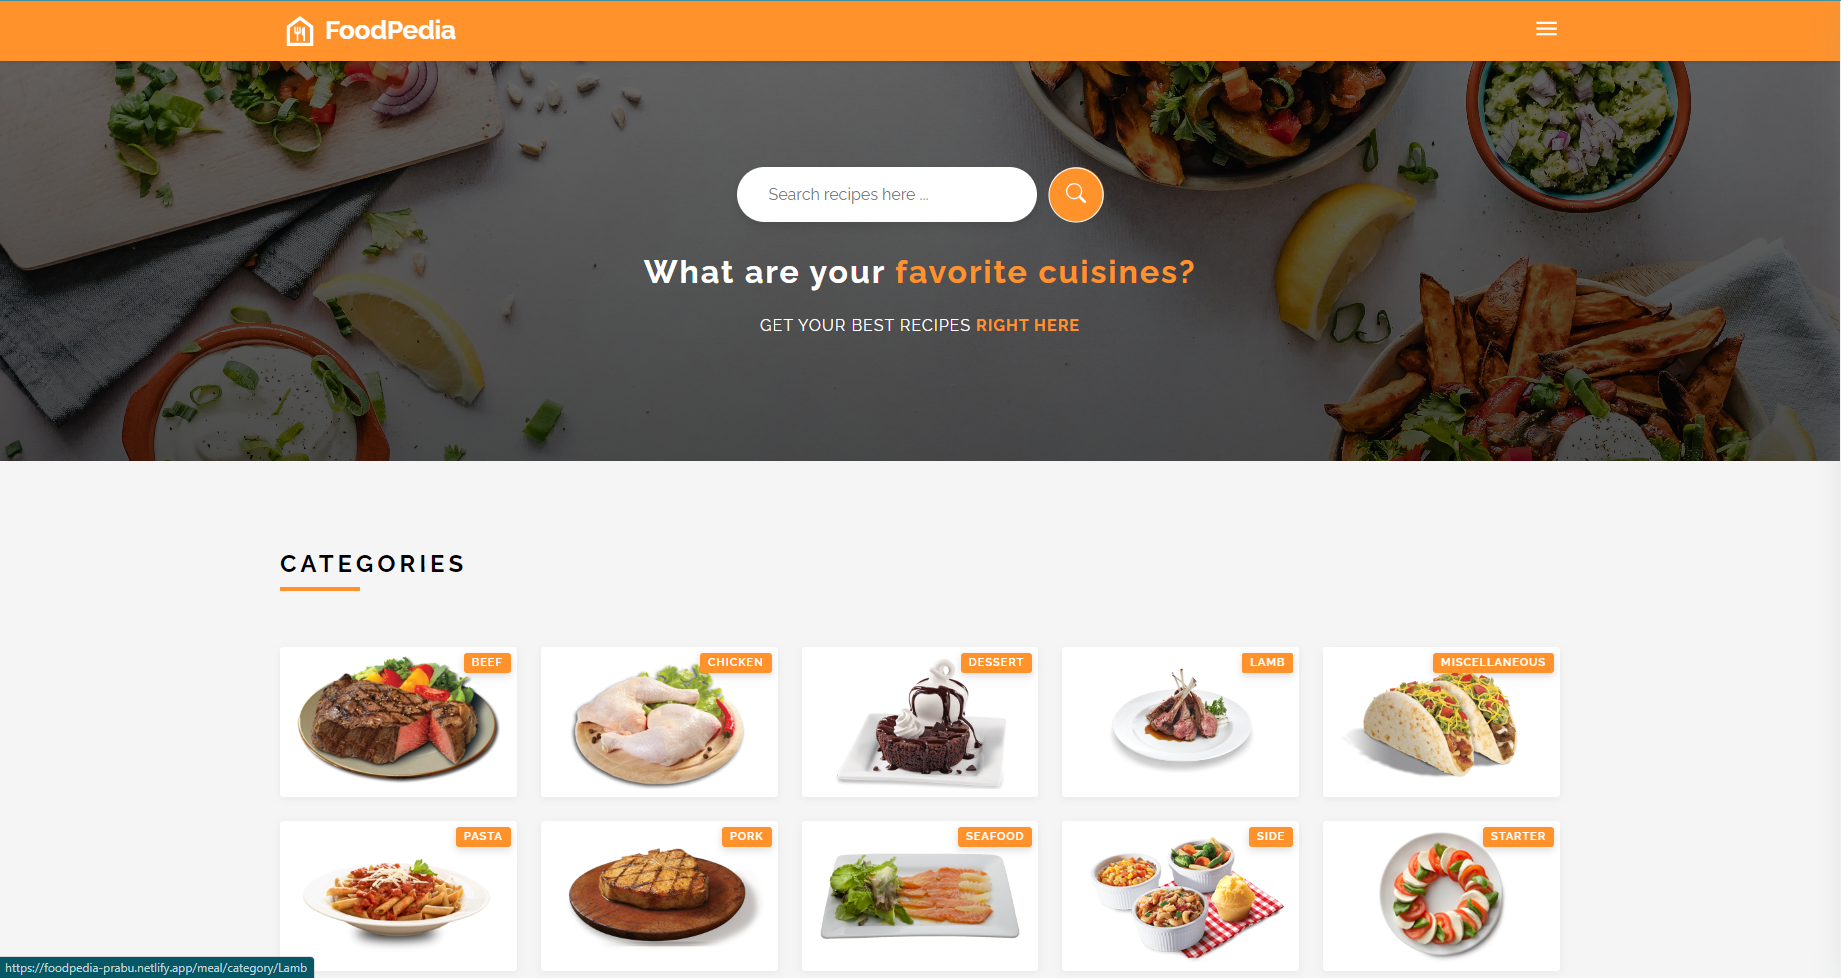 FoodPedia
Search recipes here ...
What are your favorite cuisines?
GET YOUR BEST RECIPES RIGHT HERE
CATEGORIES
BEEF
CHICKEN
DESSERT
LAMB
MISCELLANEOUS
PASTA
PORK
SEAFOOD
SIDE
STARTER
https://foodpedia-prabu.netlify.app/meal/category/Lamb